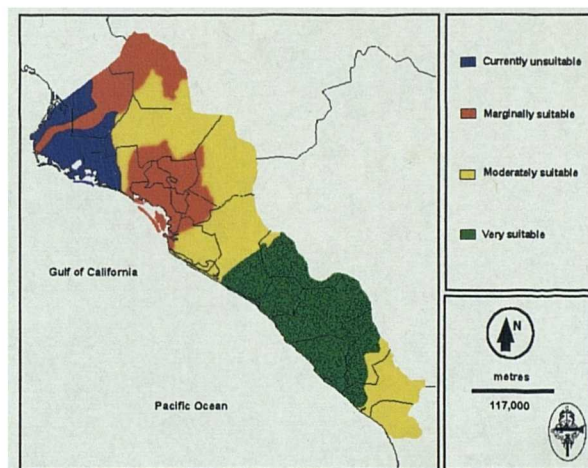 Currently unsuitable
Marginally suitable
Moderately suitable
Very suitable
Gulf of California
Pacific Ocean
N
metres
117,000